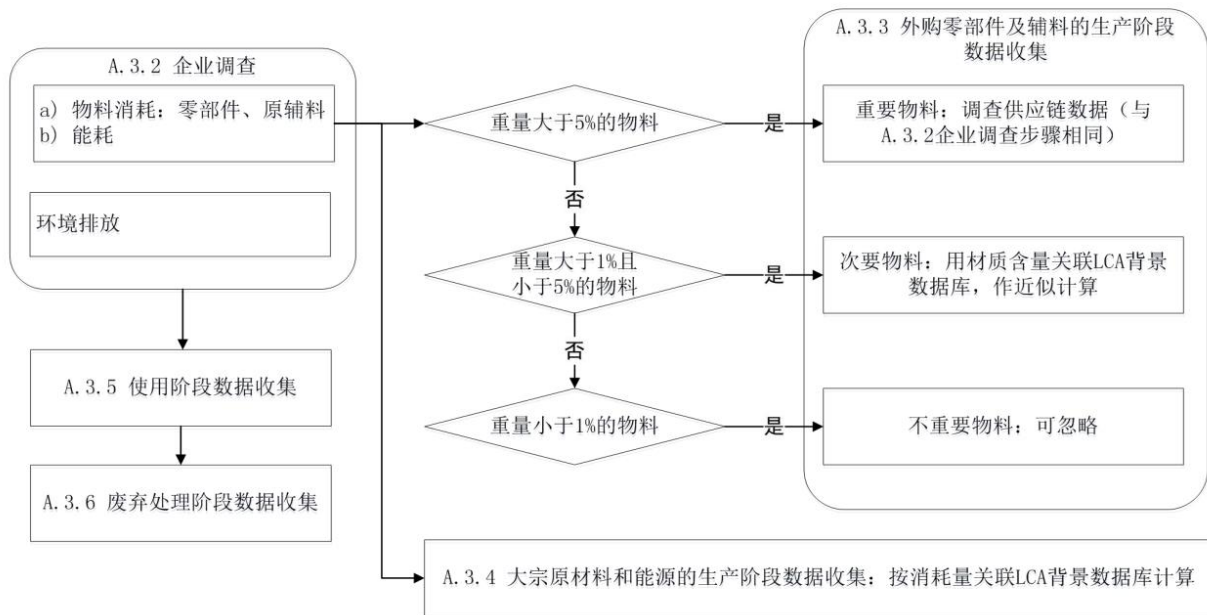 A.3.2 企业调查
a) 物料消耗：零部件、原辅料
b) 能耗
环境排放
A.3.5 使用阶段数据收集
A.3.6 废弃处理阶段数据收集
重量大于5%的物料
是
否
重量大于1%且
小于5%的物料
是
否
重量小于1%的物料
是
A.3.3 外购零部件及辅料的生产阶段
数据收集
重要物料：调查供应链数据（与
A.3.2企业调查步骤相同）
次要物料：用材质含量关联LCA背景
数据库，作近似计算
不重要物料：可忽略
A.3.4 大宗原材料和能源的生产阶段数据收集：按消耗量关联LCA背景数据库计算